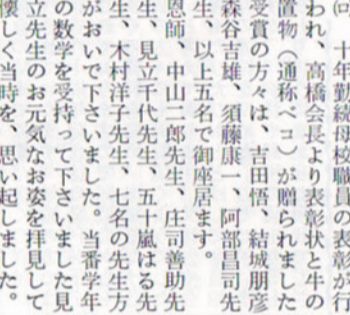 ㈣　十年勤続母校職員の表彰が行
われ、高橋会長より表彰状と牛の
置物（通称ベコ）が贈られました
受賞の方々は、吉田悟、結城朋彦
森谷吉雄、須藤康一、阿部昌司先
生、以上五名で御座居ます。
恩師、中山二郎先生、庄司善助先
生、見立千代先生、五十嵐はる先
生、木村洋子先生、七名の先生方
がおいで下さいました。当番学年
の数学を受持って下さいました見
立先生のお元気なお姿を拝見して
懐しく当時を、思い起しました。